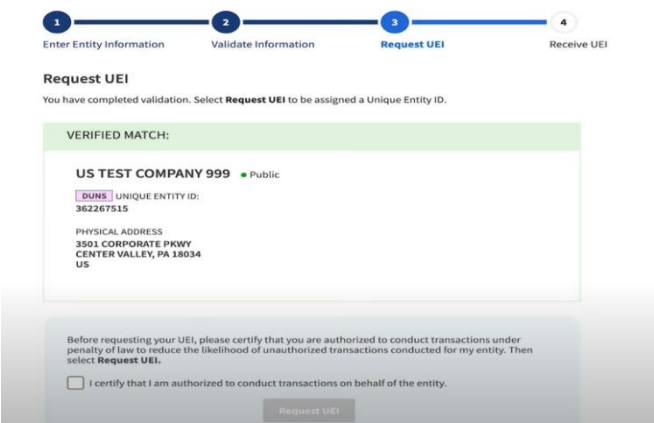 1 2 3 4
Enter Entity Information Validate Information Request UEI Receive UEI
Request UEI
You have completed validation. Select Request UEI to be assigned a Unique Entity ID.
VERIFIED MATCH:
US TEST COMPANY 999 ● Public
DUNS UNIQUE ENTITY ID:
362267515
PHYSICAL ADDRESS
3501 CORPORATE PKWY
CENTER VALLEY, PA 18034
US
Before requesting your UEI, please certify that you are authorized to conduct transactions under
penalty of law to reduce the likelihood of unauthorized transactions conducted for my entity. Then
select Request UEI.
I certify that I am authorized to conduct transactions on behalf of the entity.
Request UEI